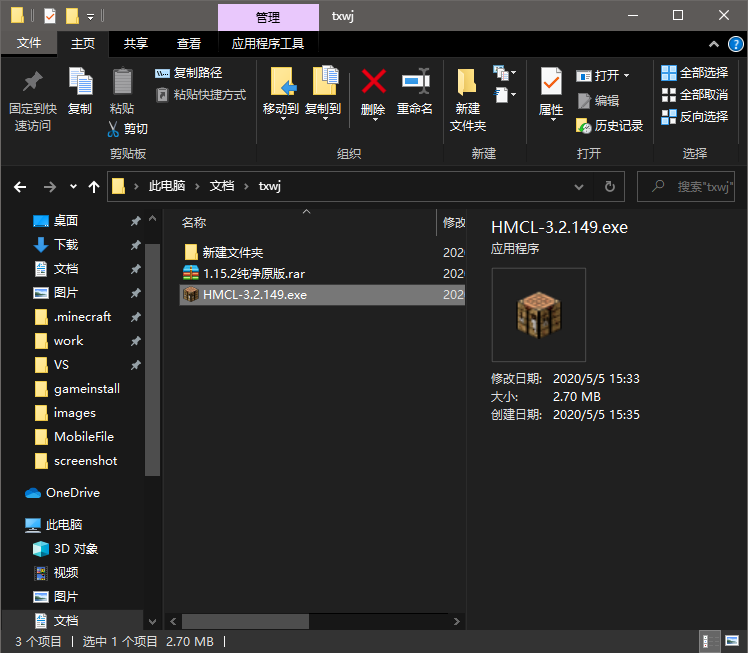 管理
txwj
文件
主页
共享
查看
应用程序工具
固定到快
速访问
复制
粘贴
复制路径
粘贴快捷方式
剪切
剪贴板
移动到
复制到
删除
重命名
组织
新建
文件夹
新建
属性
打开
编辑
历史记录
打开
全部选择
全部取消
反向选择
选择
此电脑 > 文档 > txwj
搜索"txwj"
桌面
下载
文档
图片
.minecraft
work
VS
gameinstall
images
MobileFile
screenshot
OneDrive
此电脑
3D 对象
视频
图片
文档
名称
修改
新建文件夹 2020
1.15.2纯净原版.rar 2020
HMCL-3.2.149.exe 2020
HMCL-3.2.149.exe
应用程序
修改日期: 2020/5/5 15:33
大小: 2.70 MB
创建日期: 2020/5/5 15:35
3 个项目 | 选中 1 个项目 2.70 MB |